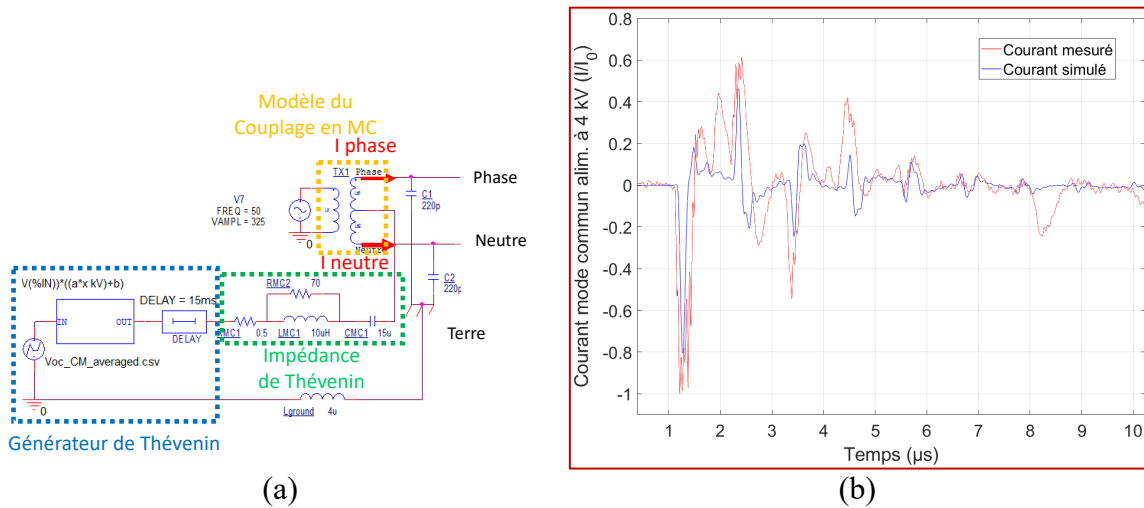 Modèle du
Couplage en MC
I phase
TX1 Phase
Phase
C1
220p
V7
FREQ = 50
VAMPL = 325
0
Neutre
Neutre
I neutre
C2
220p
V(%IN))*((a*x kV)+b)
DELAY = 15ms
RMC2 70
IN OUT
DELAY
RMC1 0.5 LMC1 10uH CMC1 15u
Terre
Voc_CM_averaged.csv
Impédance
de Thévenin
0
Lground 4u
Générateur de Thévenin
(a)
Courant mode commun alim. à 4 kV (I/I0)
Courant mesuré
Courant simulé
0.8
0.6
0.4
0.2
0
-0.2
-0.4
-0.6
-0.8
-1
1 2 3 4 5 6 7 8 9 10
Temps (µs)
(b)